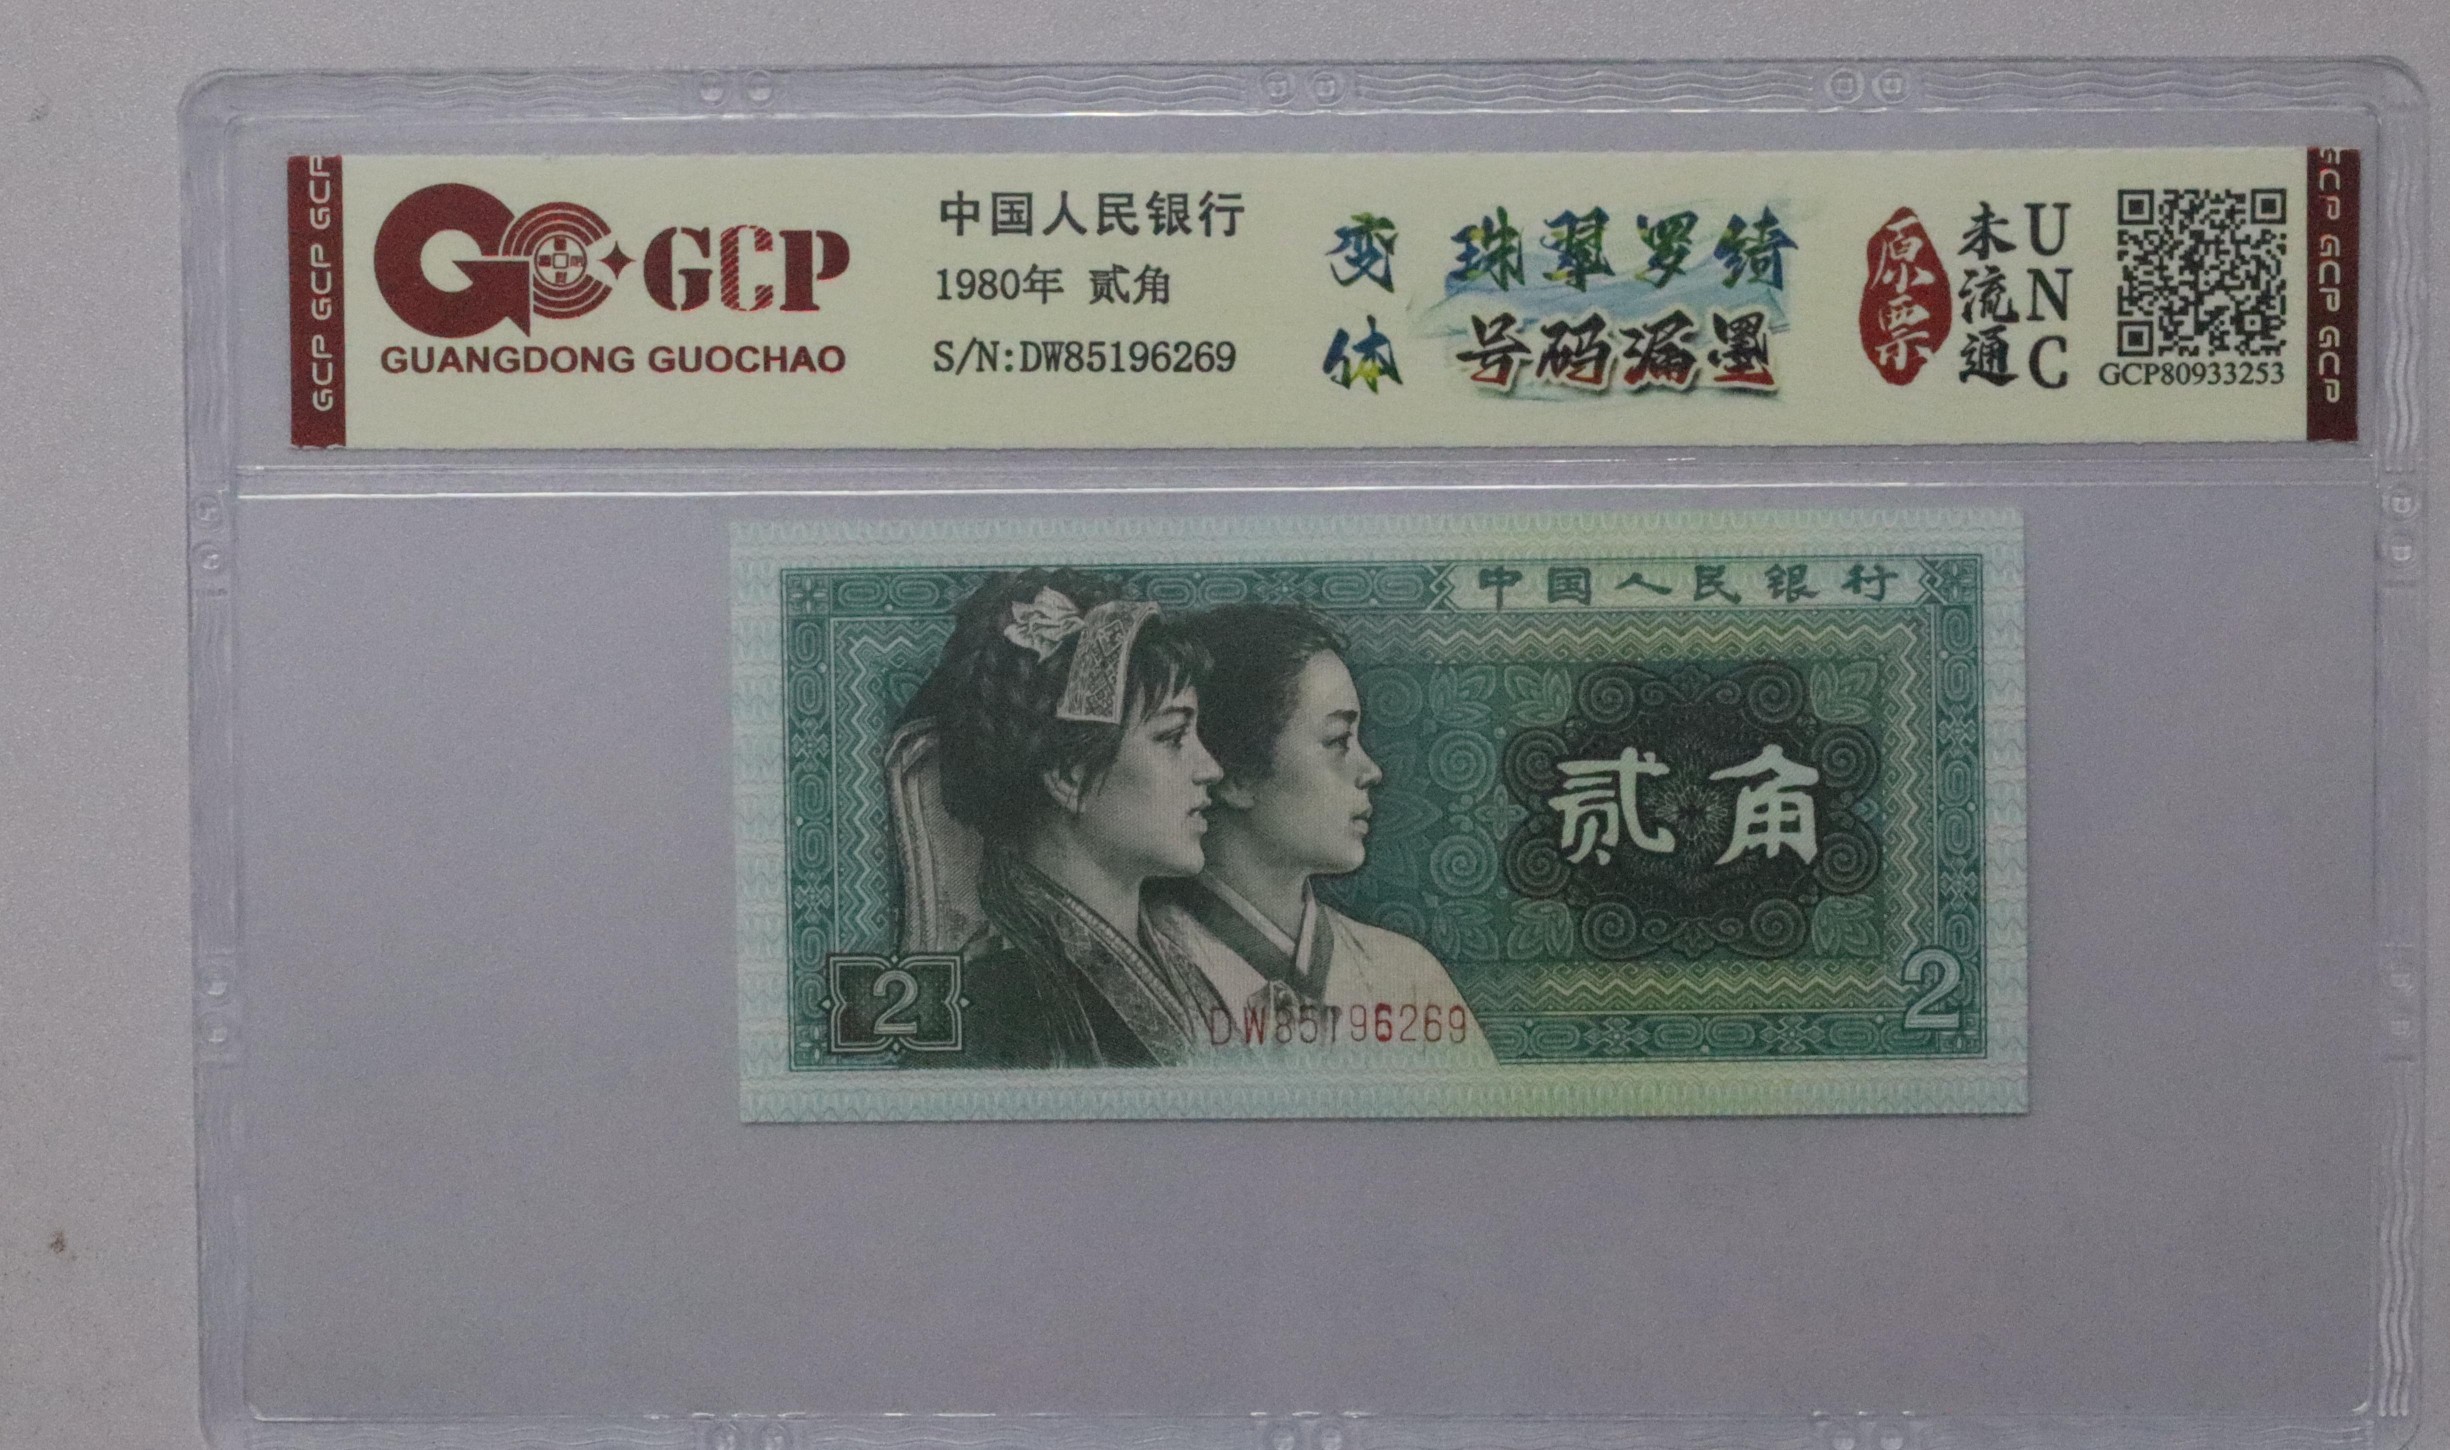 GCP GCP GCP
GCP
GUANGDONG GUOCHAO
中国人民银行
1980年 贰角
S/N:DW85196269
变体
珠翠罗绮
号码漏墨
原票
未流通
UNC
GCP80933253
GCP GCP GCP
中国人民银行
贰角
2
2
DW85196269